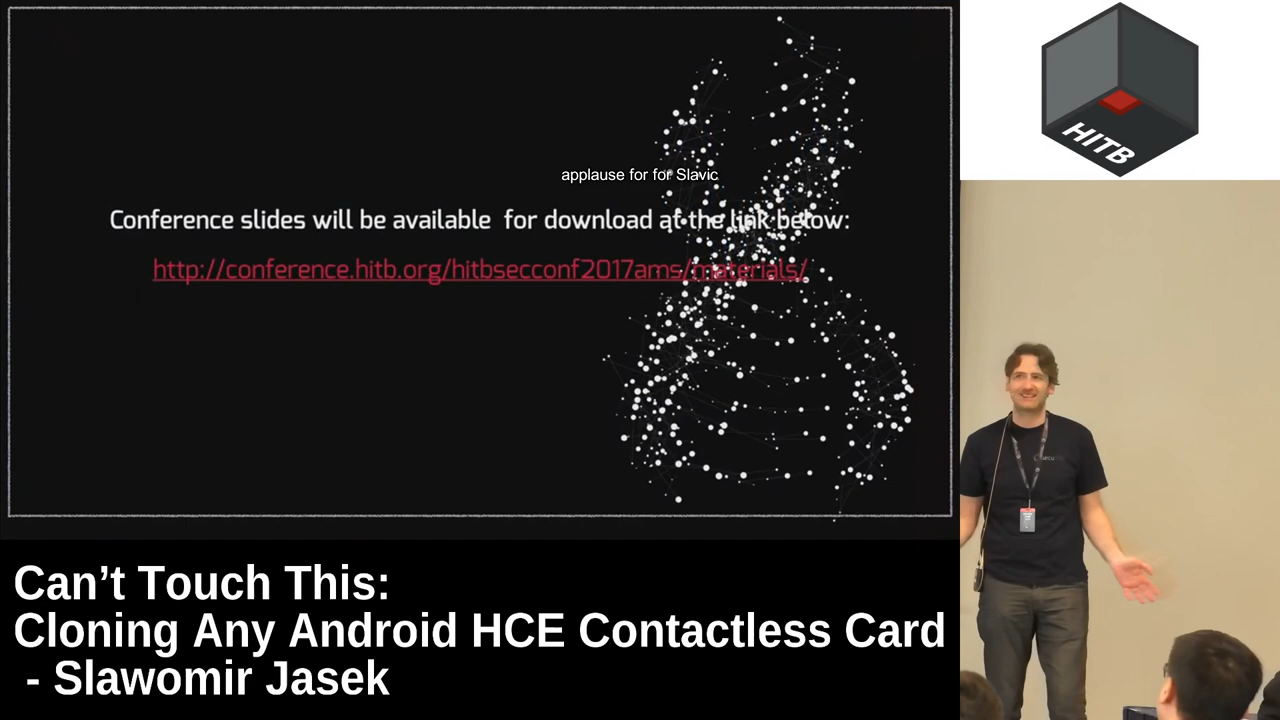 HITB
applause for for Slavic
Conference slides will be available for download at the link below:
http://conference.hitb.org/hitbsecconf2017ams/materials/
Can’t Touch This:
Cloning Any Android HCE Contactless Card
- Slawomir Jasek